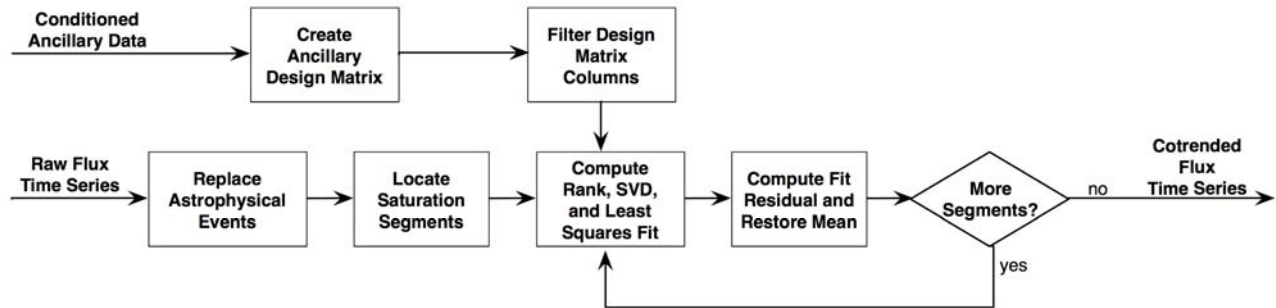 Conditioned
Ancillary Data
Create
Ancillary
Design Matrix
Filter Design
Matrix
Columns
Raw Flux
Time Series
Replace
Astrophysical
Events
Locate
Saturation
Segments
Compute
Rank, SVD,
and Least
Squares Fit
Compute Fit
Residual and
Restore Mean
More
Segments?
no
yes
Cotrended
Flux
Time Series